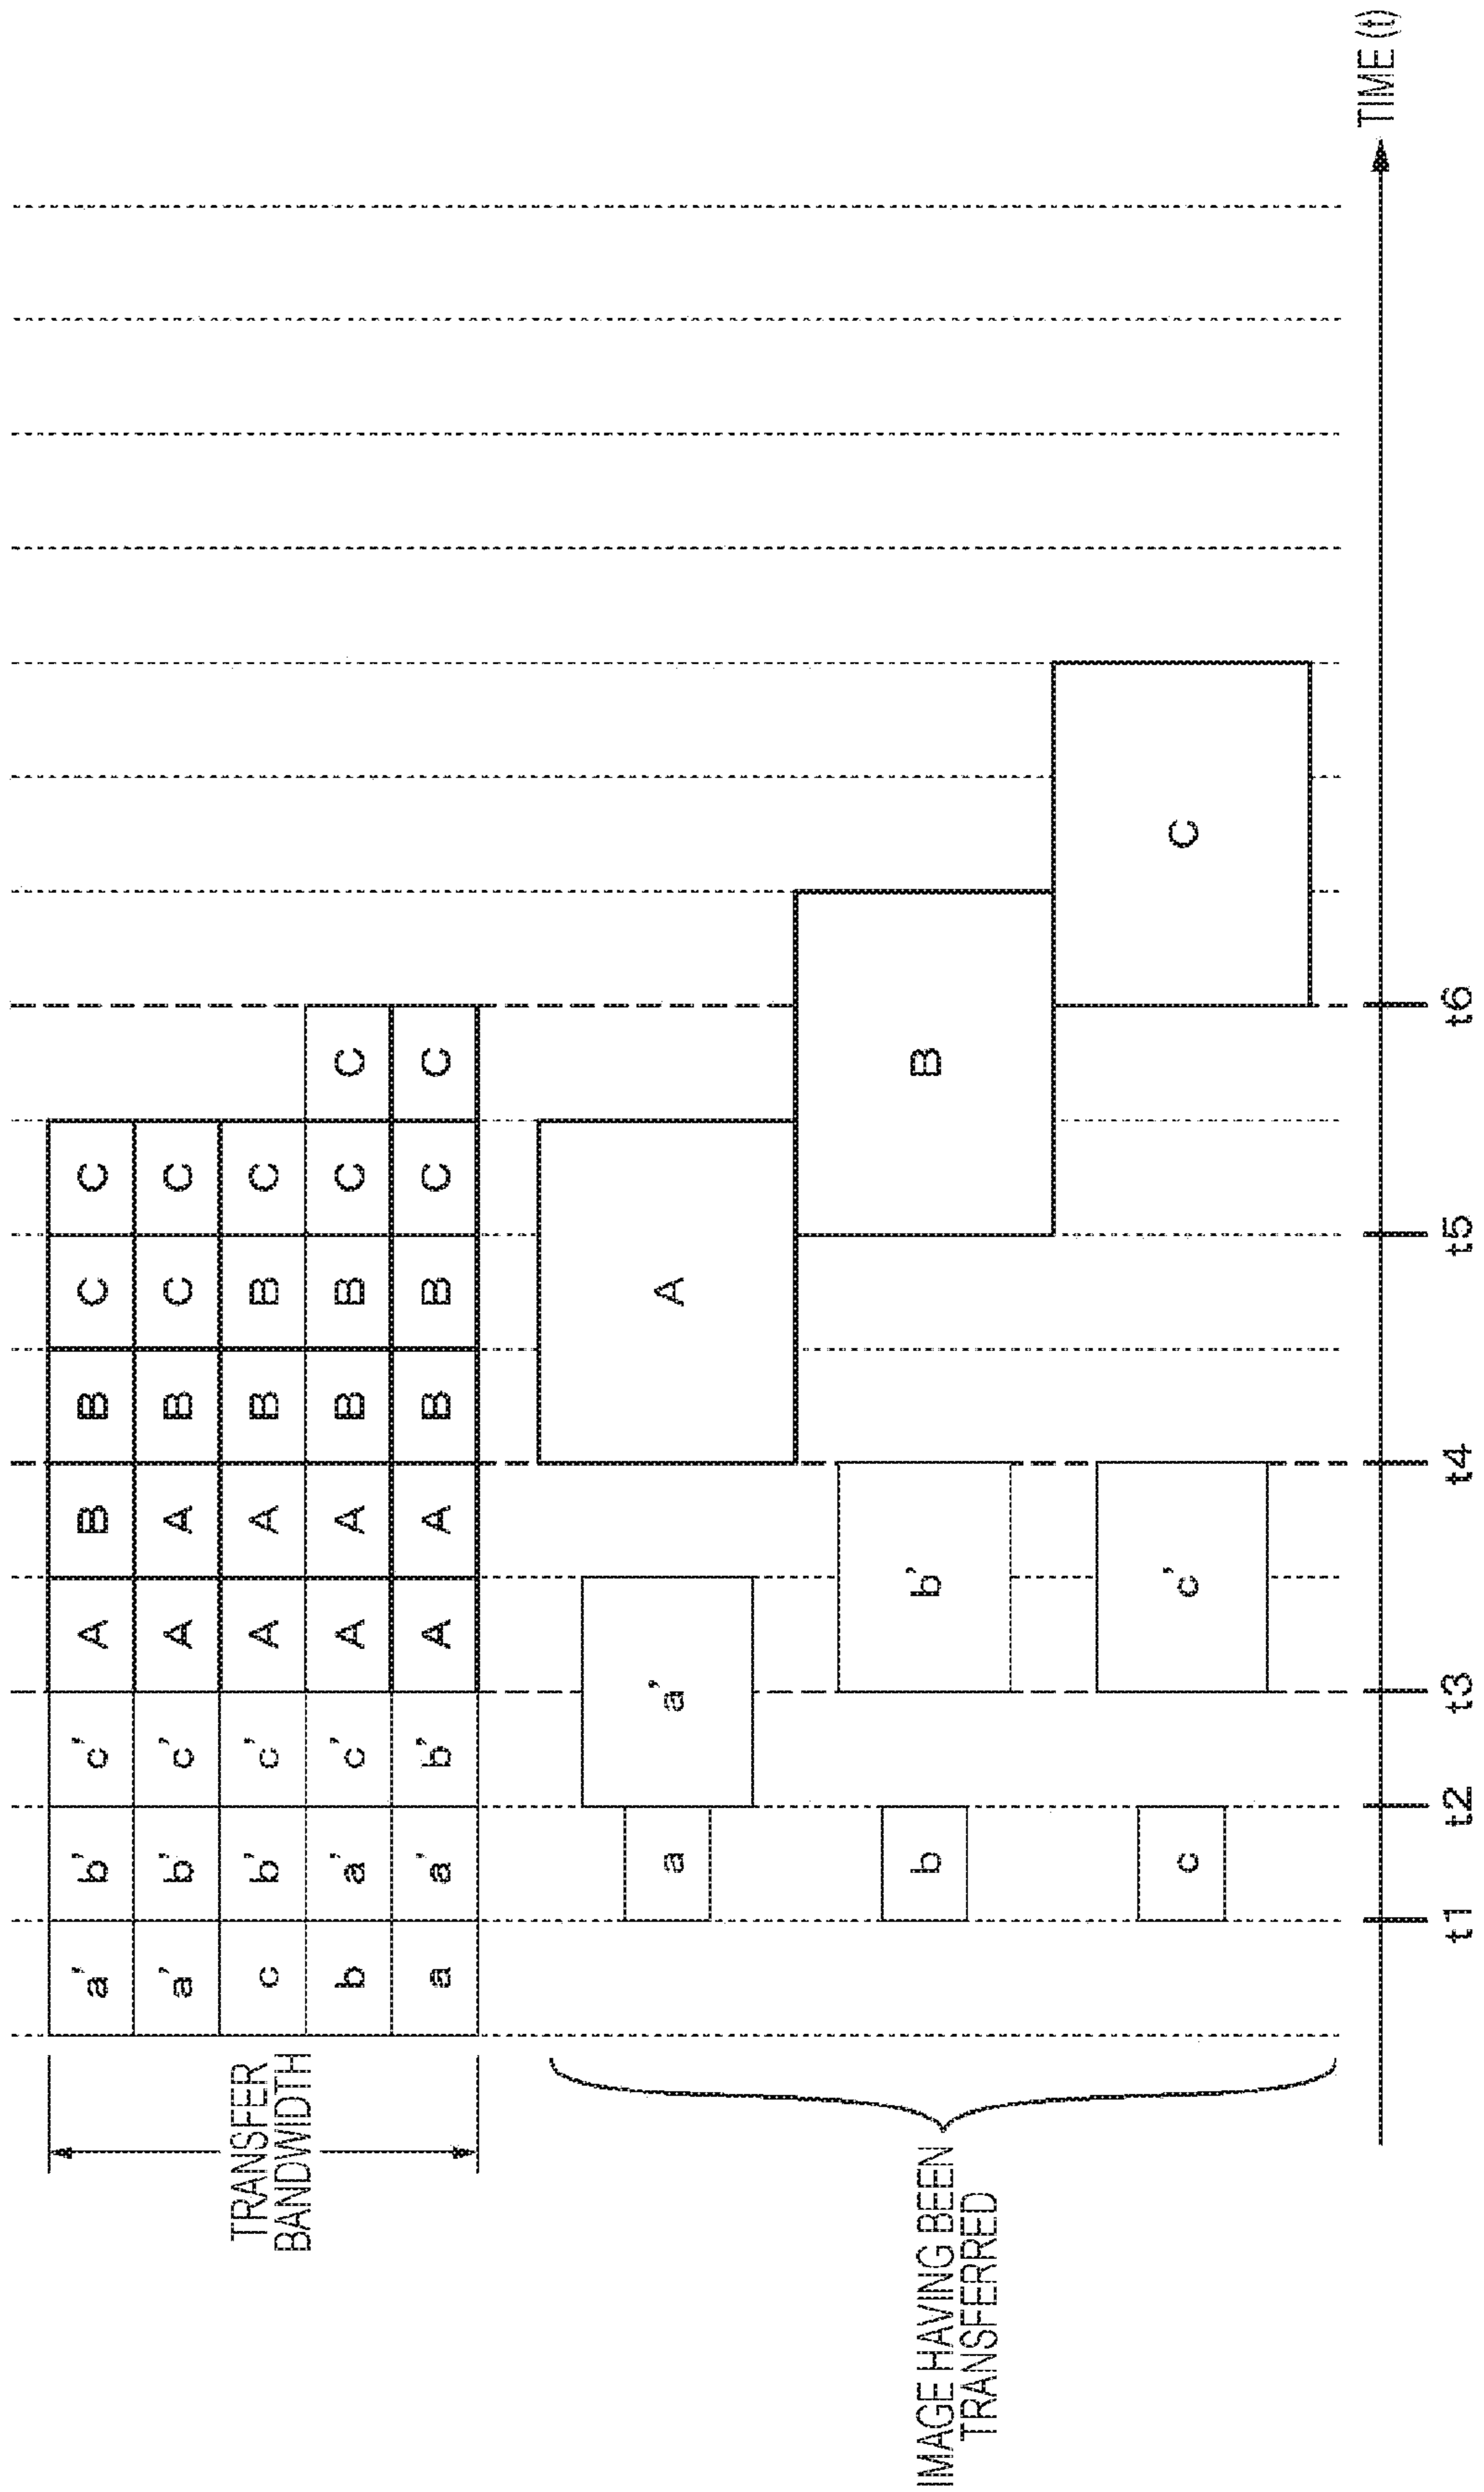 TRANSFER
BANDWIDTH
a' b' c' A B B C C
a' b' c' A A B C C
c b' c' A A B B C
b a' c' A A B B C C
a a' b' A A B B C C
IMAGE HAVING BEEN
TRANSFERRED
a a' A
b b' B
c c' C
TIME (t)
t1 t2 t3 t4 t5 t6